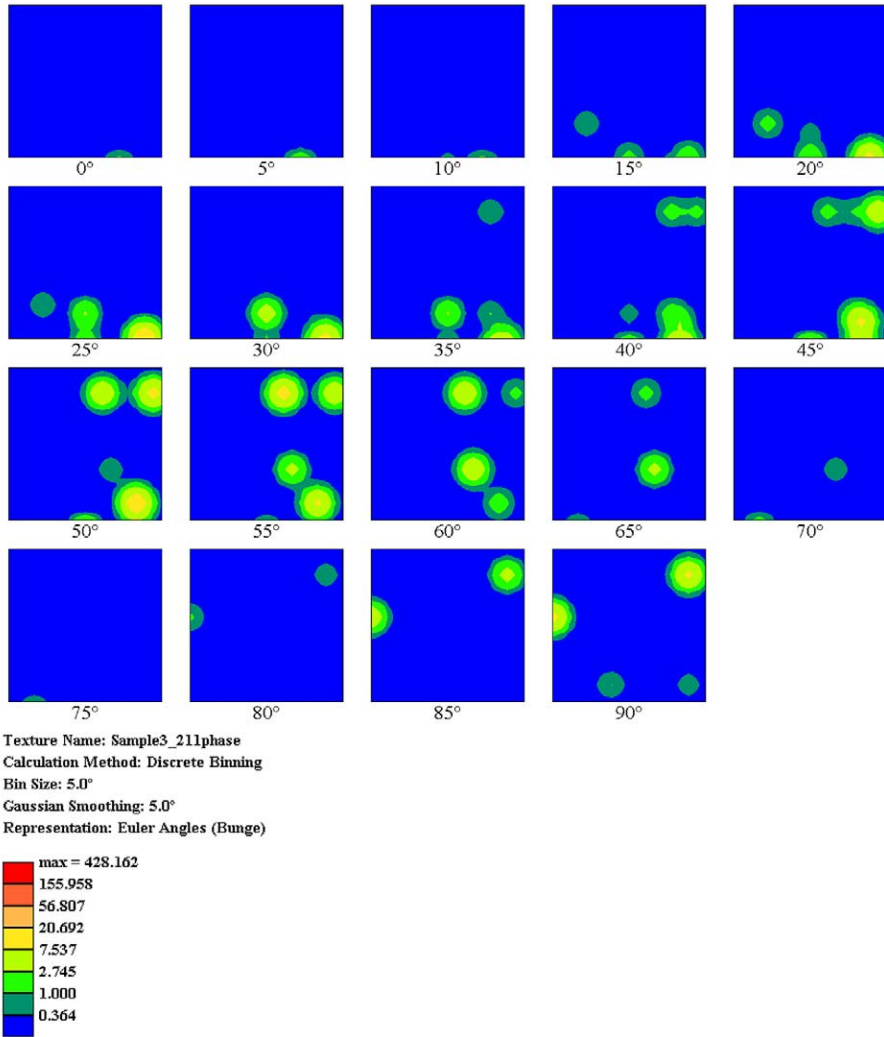 0° 5° 10° 15° 20°
25° 30° 35° 40° 45°
50° 55° 60° 65° 70°
75° 80° 85° 90°
Texture Name: Sample3_211phase
Calculation Method: Discrete Binning
Bin Size: 5.0°
Gaussian Smoothing: 5.0°
Representation: Euler Angles (Bunge)
max = 428.162
155.958
56.807
20.692
7.537
2.745
1.000
0.364